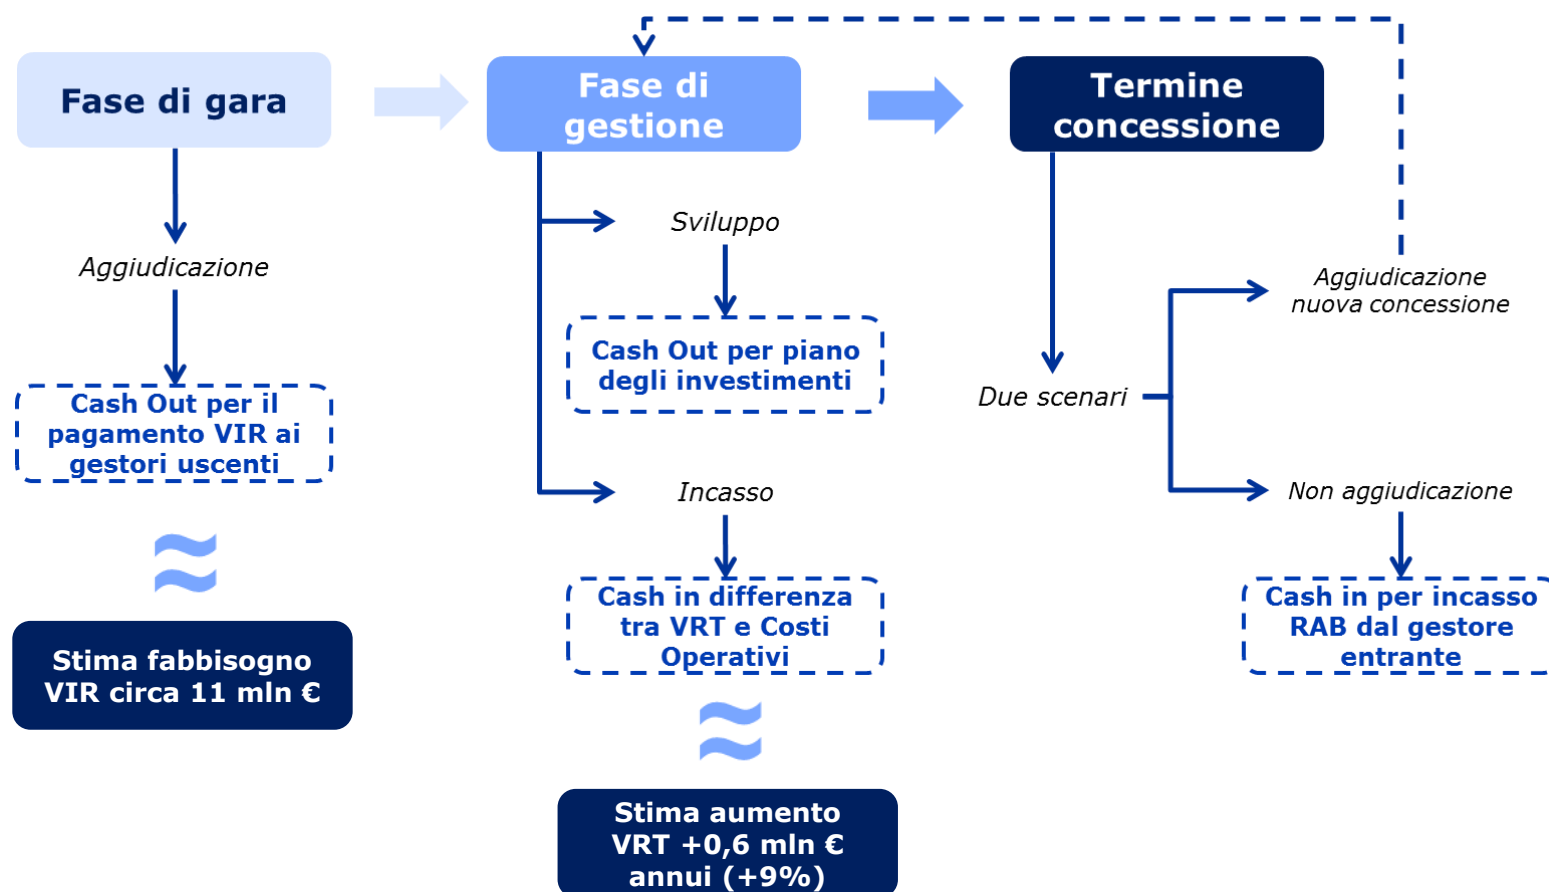 Fase di gara
Fase di
gestione
Termine
concessione
Aggiudicazione
Cash Out per il
pagamento VIR ai
gestori uscenti
≈
Stima fabbisogno
VIR circa 11 mln €
Sviluppo
Cash Out per piano
degli investimenti
Incasso
Cash in differenza
tra VRT e Costi
Operativi
≈
Stima aumento
VRT +0,6 mln €
annui (+9%)
Due scenari
Aggiudicazione
nuova concessione
Non aggiudicazione
Cash in per incasso
RAB dal gestore
entrante